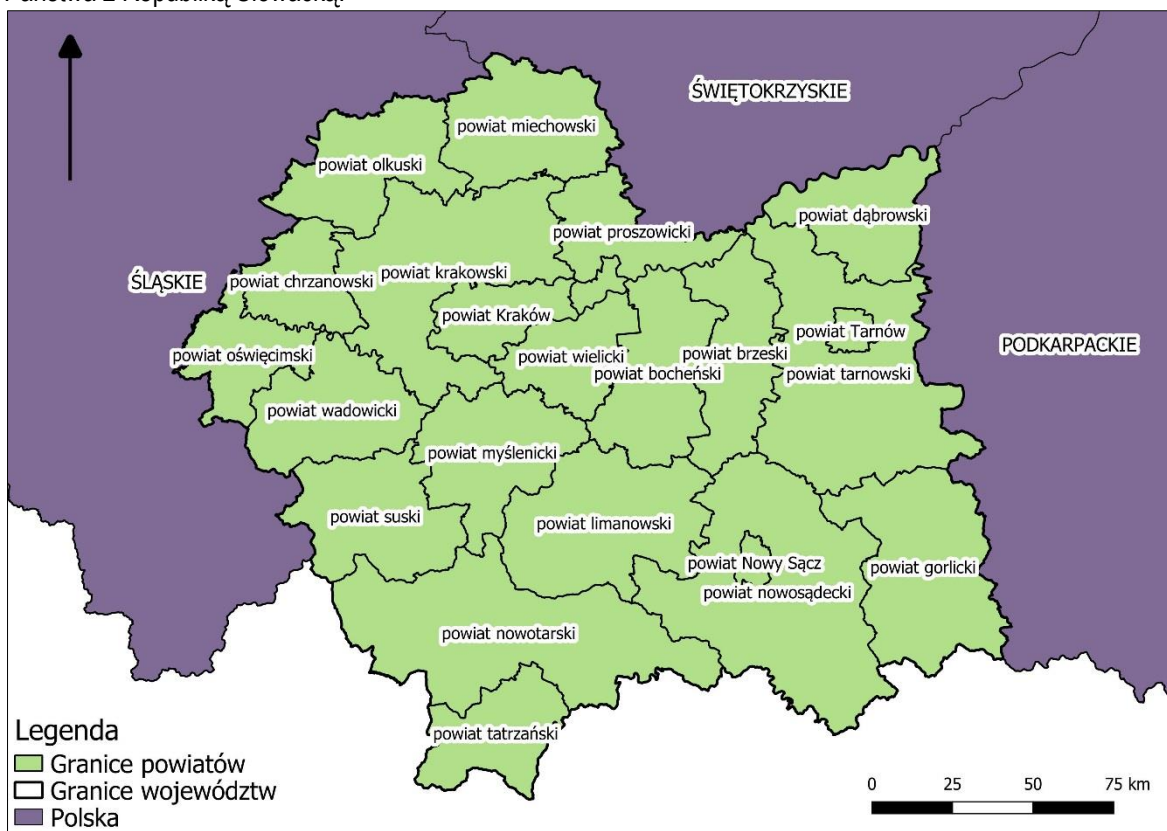 Państwa z Republiką Słowacką.
ŚWIĘTOKRZYSKIE
powiat miechowski
powiat olkuski
powiat dąbrowski
powiat proszowicki
ŚLĄSKIE
powiat chrzanowski
powiat krakowski
powiat Kraków
powiat Tarnów
PODKARPACKIE
powiat oświęcimski
powiat wielicki
powiat brzeski
powiat bocheński
powiat tarnowski
powiat wadowicki
powiat myślenicki
powiat suski
powiat limanowski
powiat Nowy Sącz
powiat gorlicki
powiat nowosądecki
powiat nowotarski
powiat tatrzański
Legenda
Granice powiatów
Granice województw
Polska
0 25 50 75 km